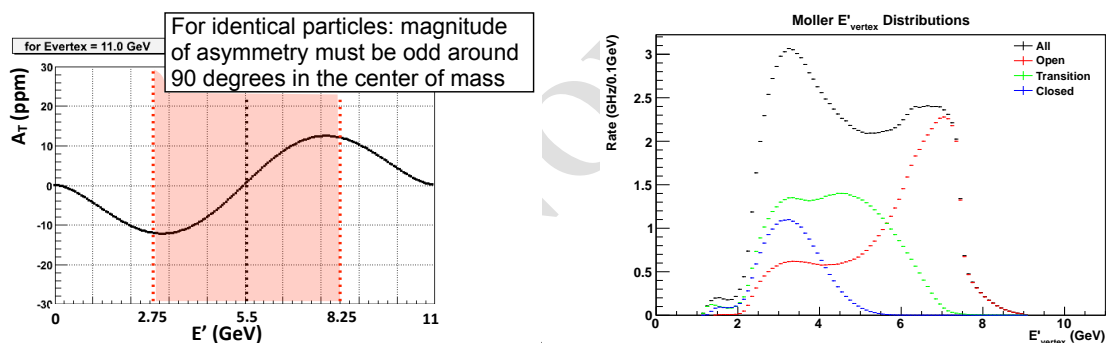 For identical particles: magnitude
of asymmetry must be odd around
90 degrees in the center of mass
for Evertex = 11.0 GeV
30
20
10
0
-10
-20
-30
A_T (ppm)
0 2.75 5.5 8.25 11
E' (GeV)
Moller E'vertex Distributions
All
Open
Transition
Closed
Rate (GHz/0.1GeV)
3
2.5
2
1.5
1
0.5
0
0 2 4 6 8 10
E'vertex (GeV)